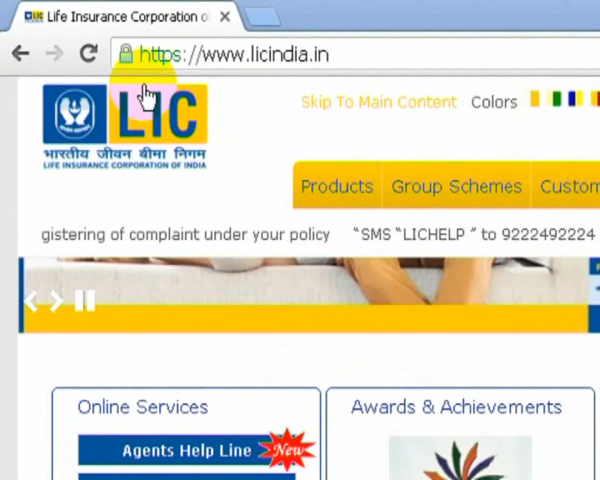 Life Insurance Corporation o
https://www.licindia.in
LIC
भारतीय जीवन बीमा निगम
LIFE INSURANCE CORPORATION OF INDIA
Skip To Main Content Colors
Products Group Schemes Custom
gistering of complaint under your policy "SMS "LICHELP " to 9222492224
Online Services Awards & Achievements
Agents Help Line New